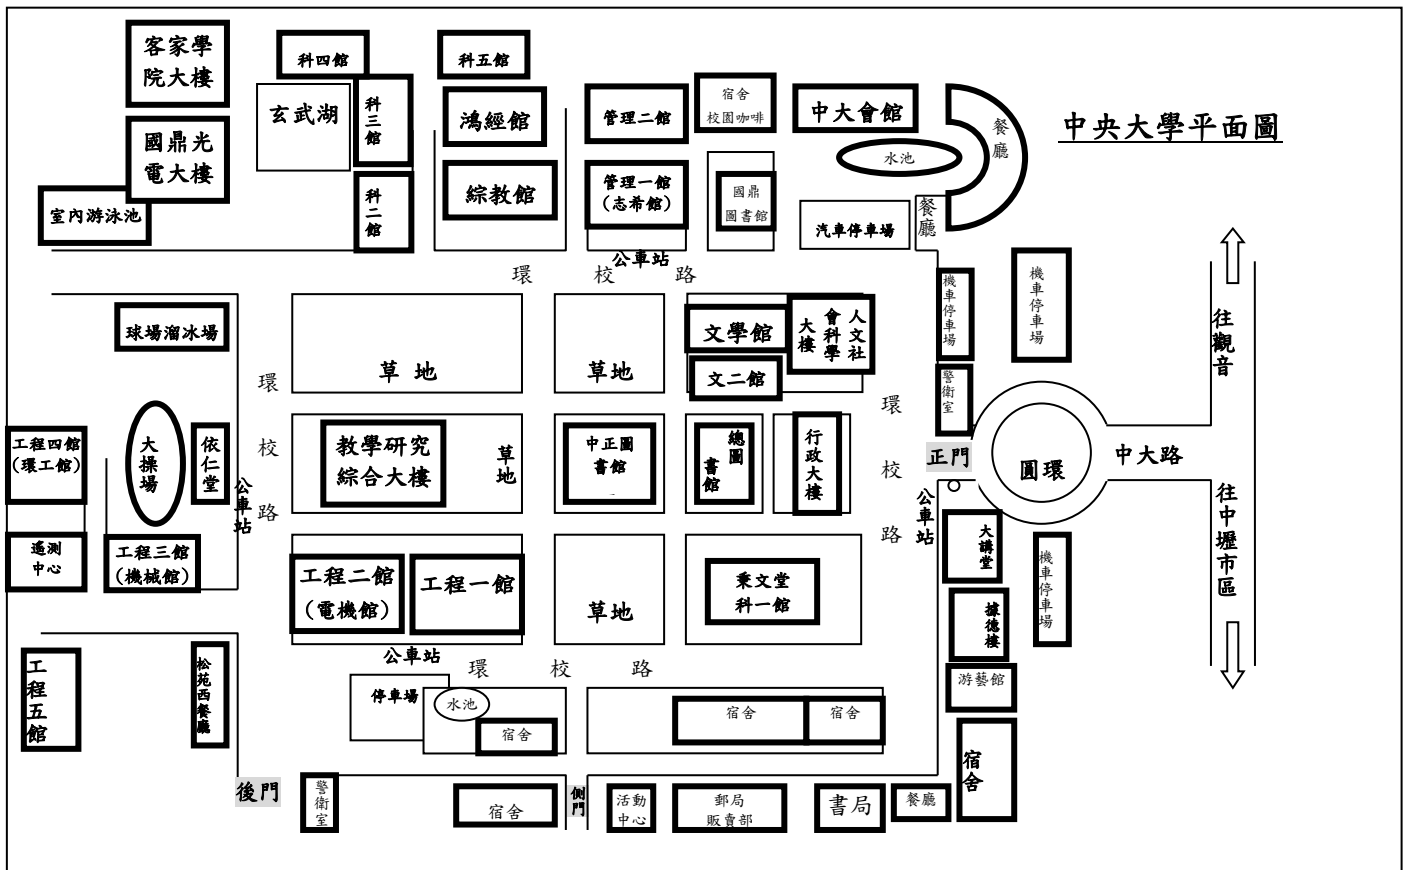 中央大學平面圖
客家學
院大樓
國鼎光
電大樓
室內游泳池
科四館
玄武湖
科三館
科二館
科五館
鴻經館
綜教館
管理二館
管理一館
(志希館)
公車站
宿舍
校園咖啡
國鼎
圖書館
中大會館
水池
餐廳
餐廳
汽車停車場
環校路
球場溜冰場
草地
草地
文學館
文二館
人文社
會科學
大樓
機車停車場
機車停車場
警衛室
往觀音
環校路
環校路
工程四館
(環工館)
大操場
依仁堂
公車站
教學研究
綜合大樓
草地
中正圖
書館
總圖
書館
行政大樓
正門
圓環
中大路
公車站
往中壢市區
遙測
中心
工程三館
(機械館)
工程二館
(電機館)
工程一館
草地
秉文堂
科一館
大講堂
據德樓
機車停車場
公車站
環校路
工程五館
松苑西餐廳
停車場
水池
宿舍
宿舍
宿舍
游藝館
宿舍
後門
警衛室
宿舍
側門
活動
中心
郵局
販賣部
書局
餐廳